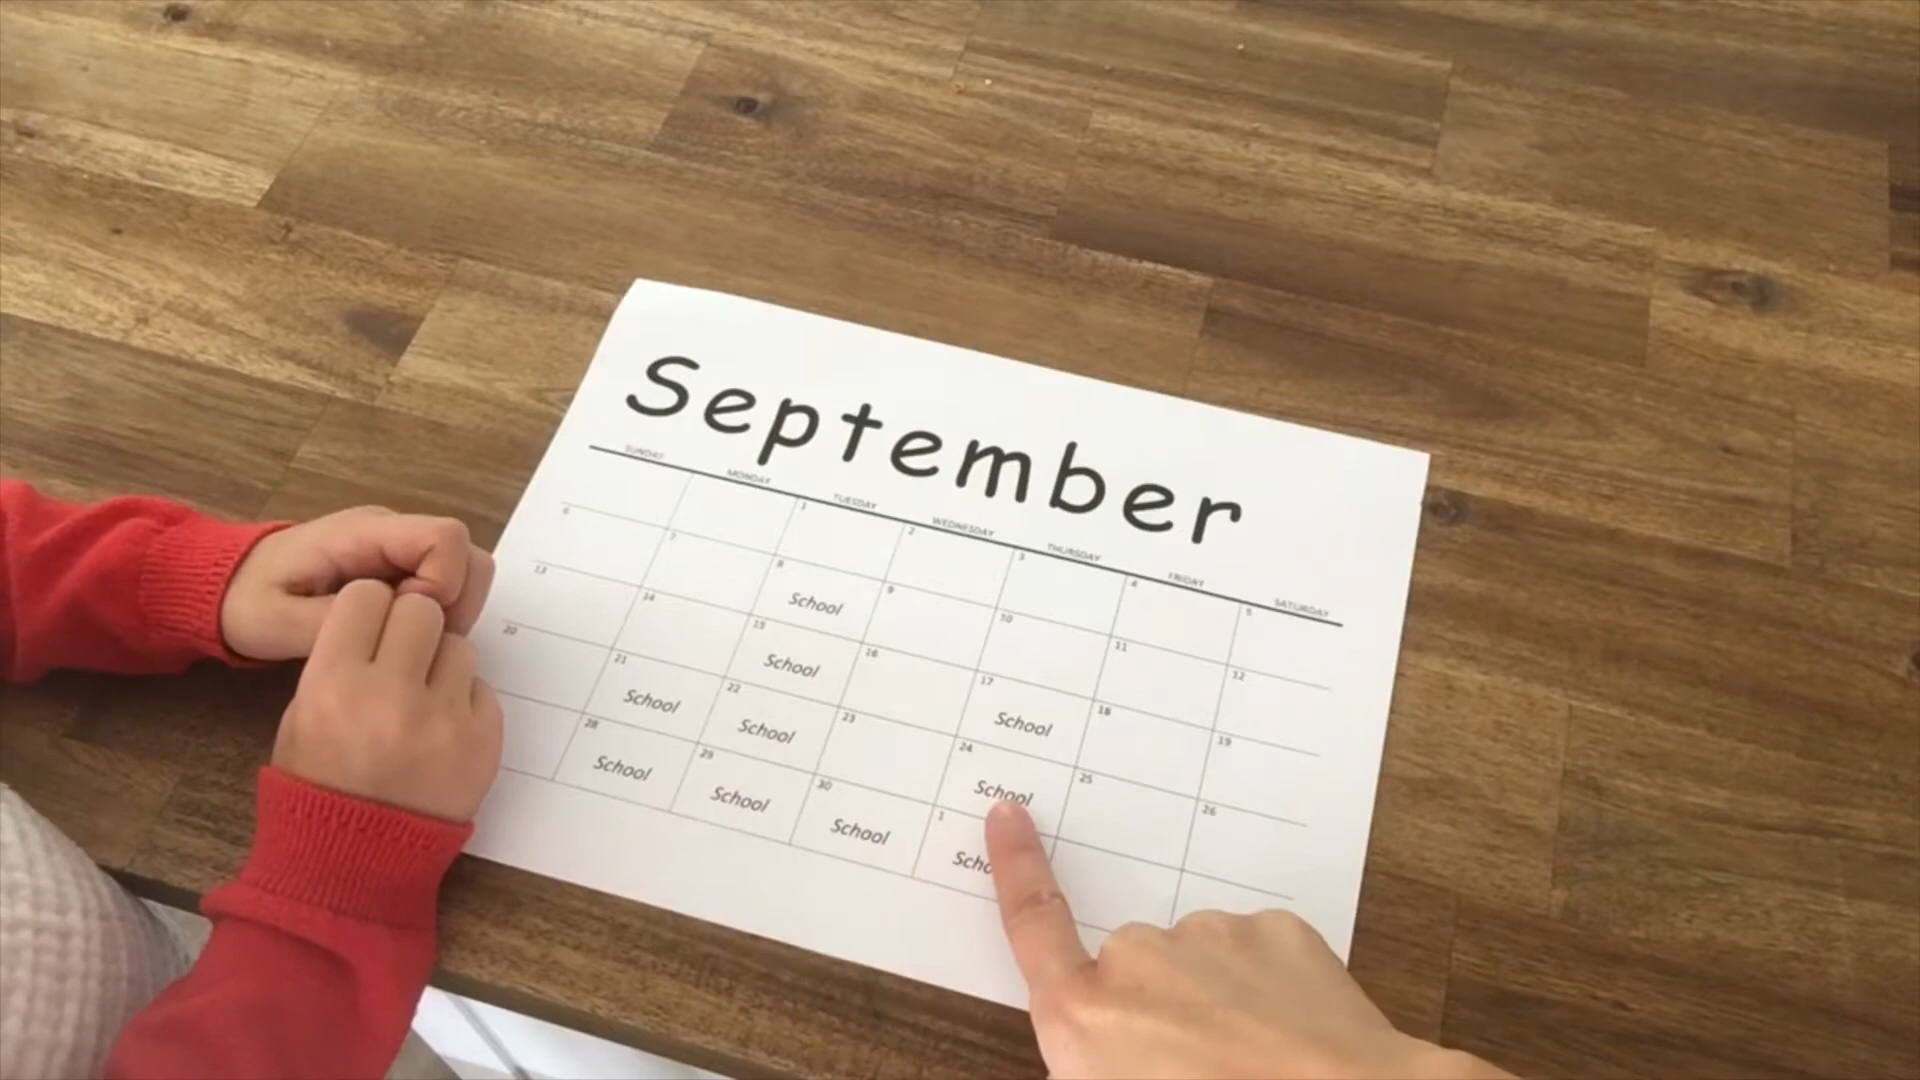 September
SUNDAY MONDAY TUESDAY WEDNESDAY THURSDAY FRIDAY SATURDAY
1 2 3 4 5
6 7 8 9 10 11 12
School
13 14 15 16 17 18 19
School School
20 21 22 23 24 25 26
School School School
28 29 30 1
School School School Scho